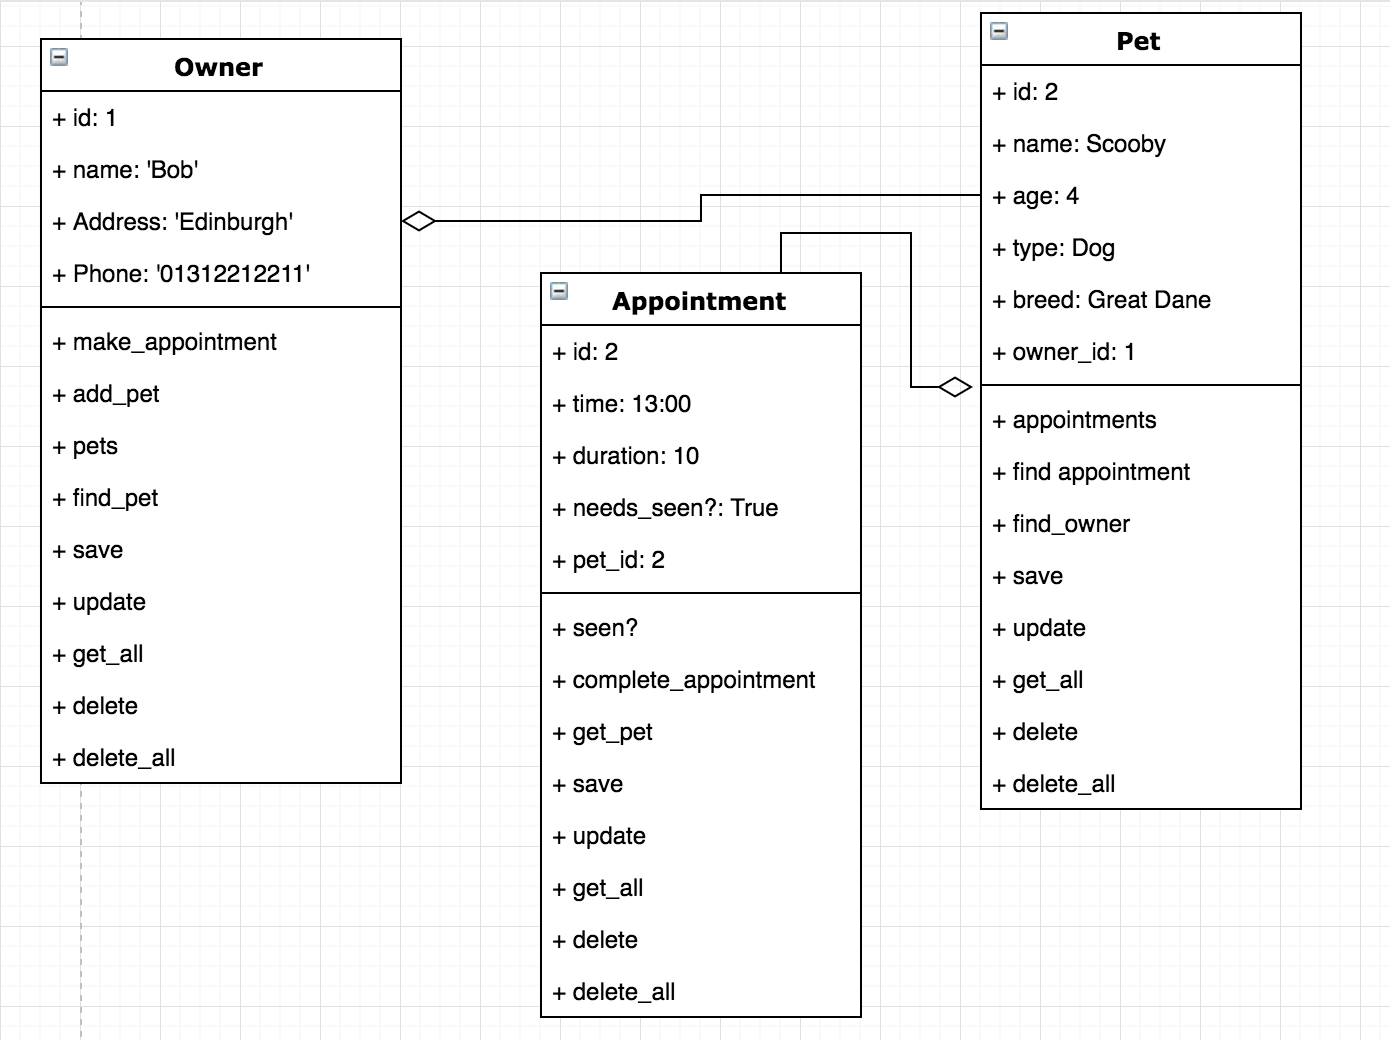 Owner
+ id: 1
+ name: 'Bob'
+ Address: 'Edinburgh'
+ Phone: '01312212211'
+ make_appointment
+ add_pet
+ pets
+ find_pet
+ save
+ update
+ get_all
+ delete
+ delete_all
Appointment
+ id: 2
+ time: 13:00
+ duration: 10
+ needs_seen?: True
+ pet_id: 2
+ seen?
+ complete_appointment
+ get_pet
+ save
+ update
+ get_all
+ delete
+ delete_all
Pet
+ id: 2
+ name: Scooby
+ age: 4
+ type: Dog
+ breed: Great Dane
+ owner_id: 1
+ appointments
+ find appointment
+ find_owner
+ save
+ update
+ get_all
+ delete
+ delete_all